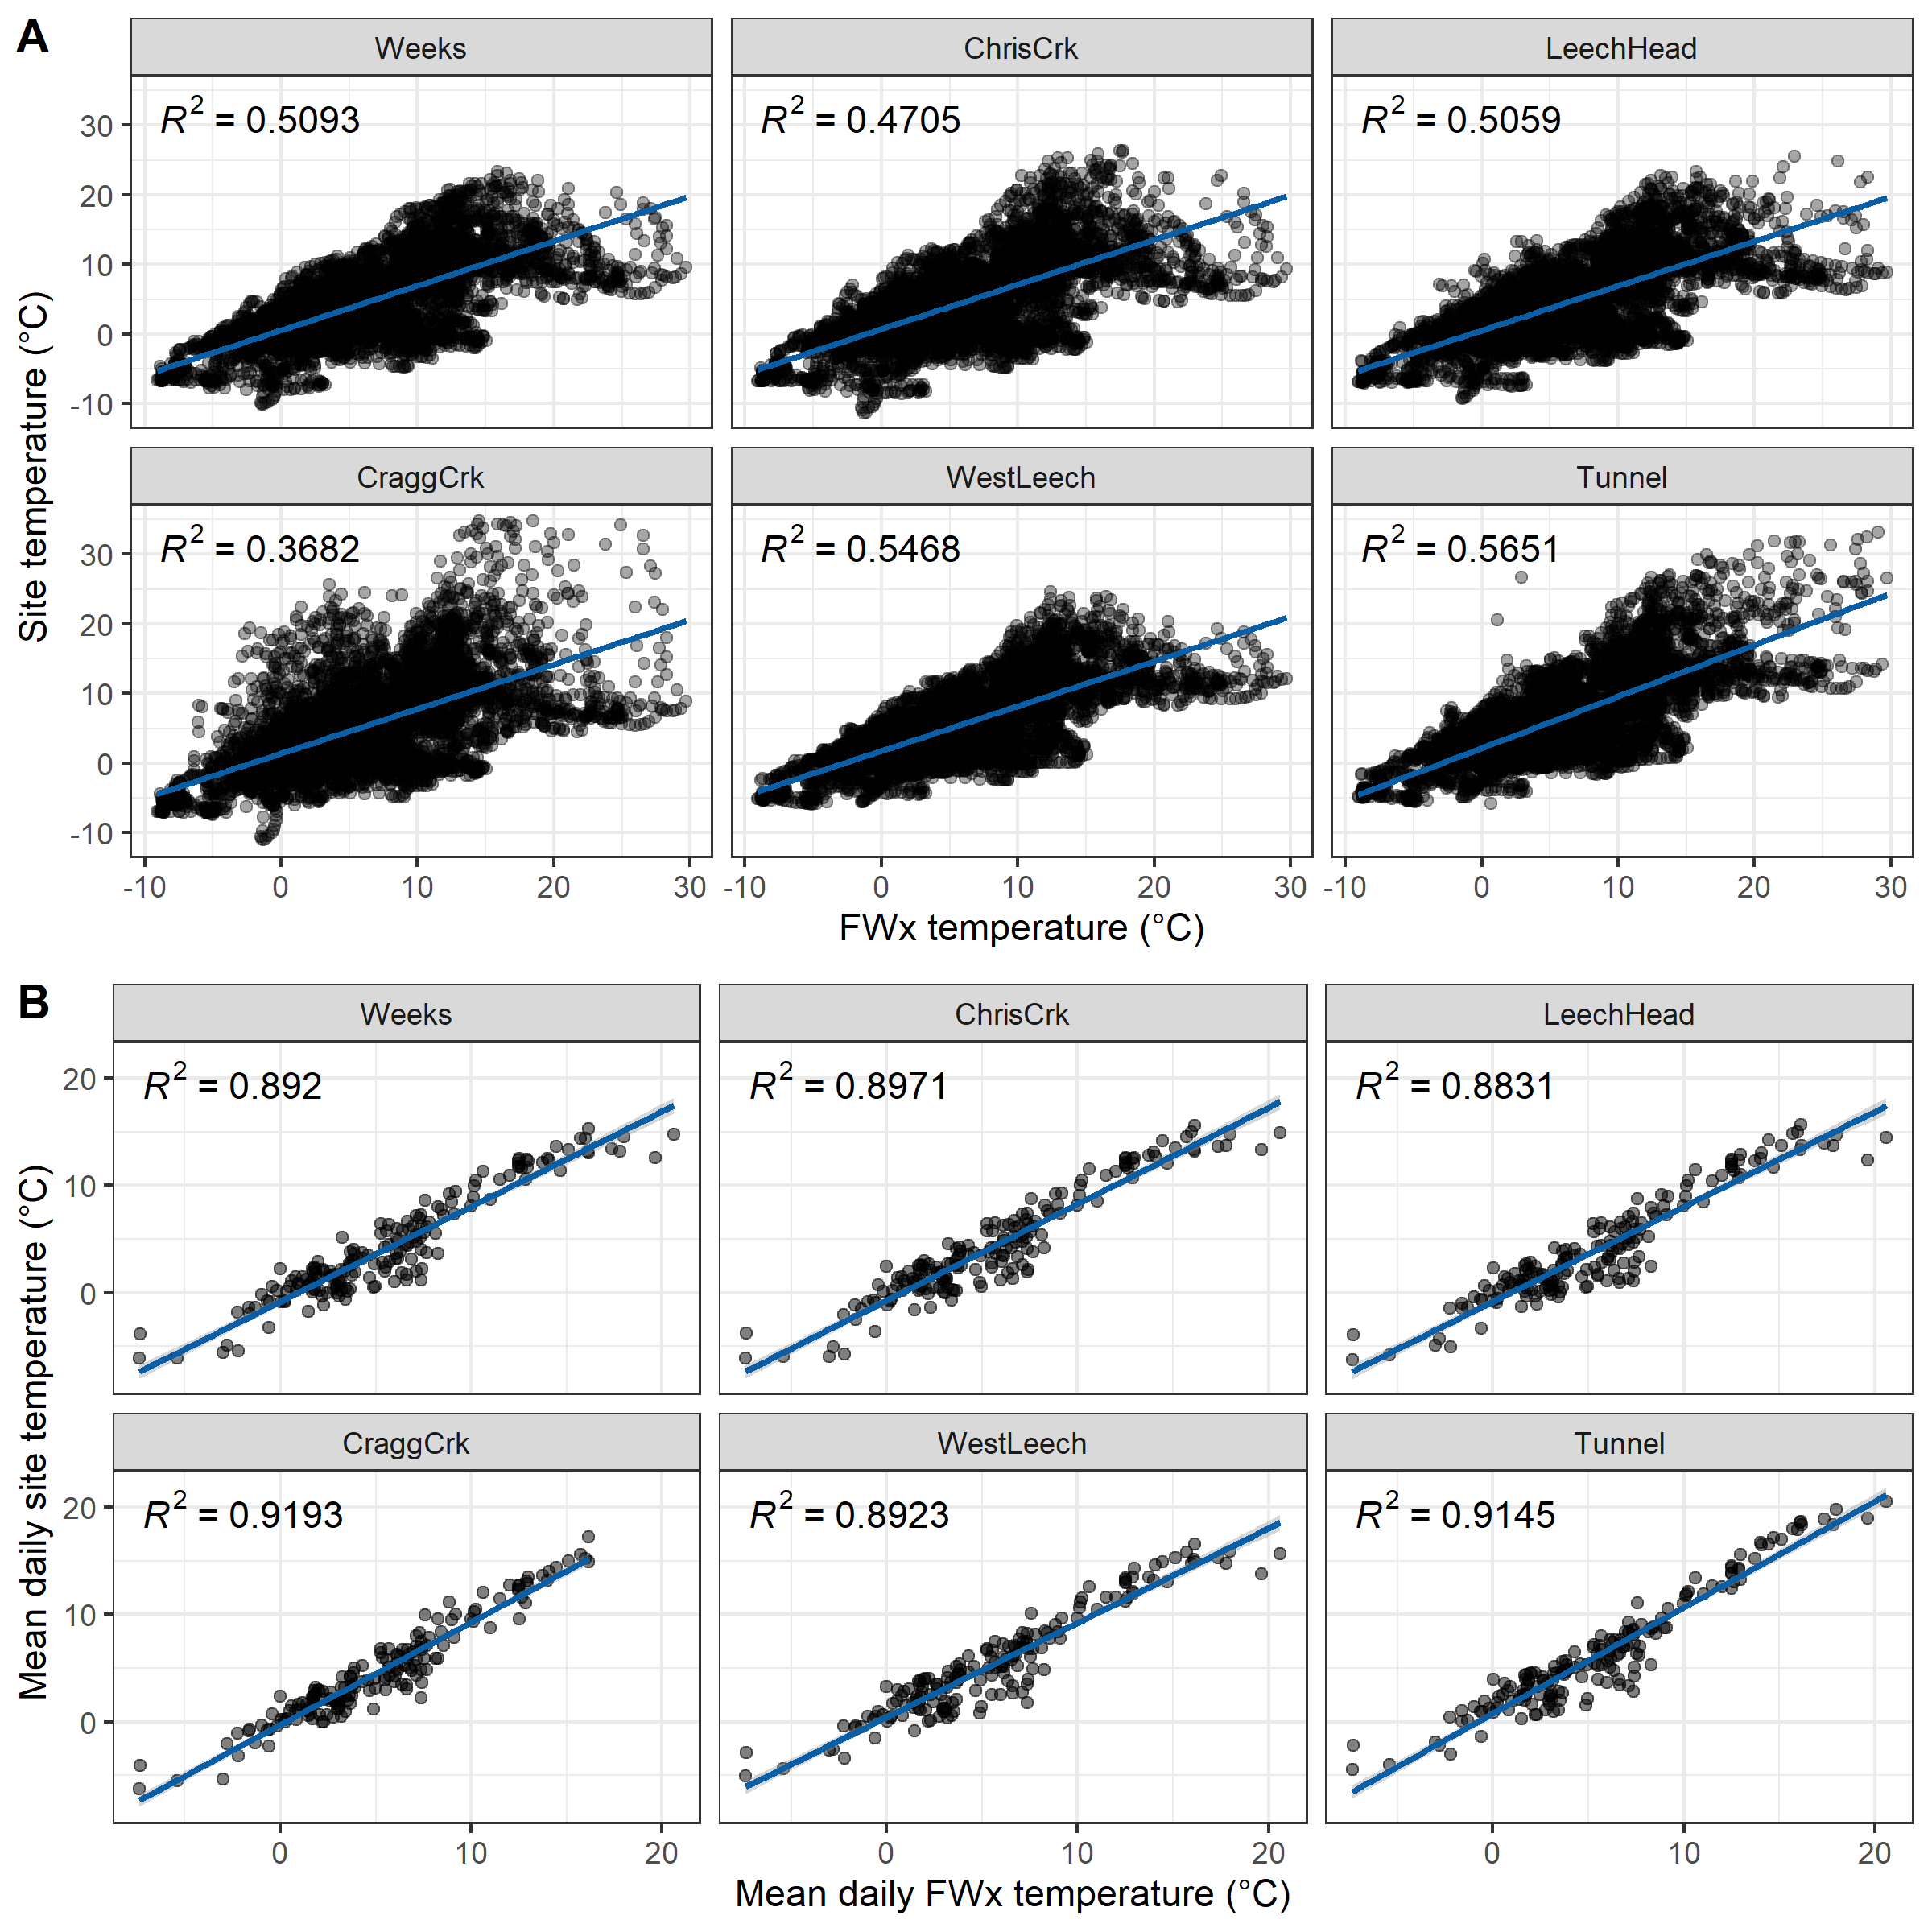 A
Weeks ChrisCrk LeechHead
R2 = 0.5093 R2 = 0.4705 R2 = 0.5059
30
20
10
0
-10
Site temperature (°C)
CraggCrk WestLeech Tunnel
R2 = 0.3682 R2 = 0.5468 R2 = 0.5651
30
20
10
0
-10
-10 0 10 20 30 -10 0 10 20 30 -10 0 10 20 30
FWx temperature (°C)
B
Weeks ChrisCrk LeechHead
R2 = 0.892 R2 = 0.8971 R2 = 0.8831
20
10
0
Mean daily site temperature (°C)
CraggCrk WestLeech Tunnel
R2 = 0.9193 R2 = 0.8923 R2 = 0.9145
20
10
0
0 10 20 0 10 20 0 10 20
Mean daily FWx temperature (°C)